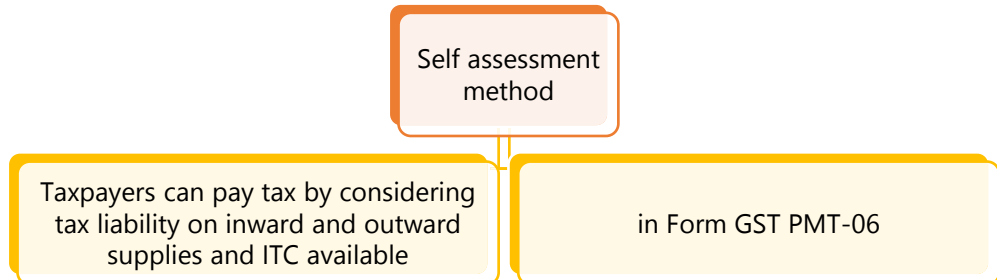 Self assessment
method
Taxpayers can pay tax by considering
tax liability on inward and outward
supplies and ITC available
in Form GST PMT-06